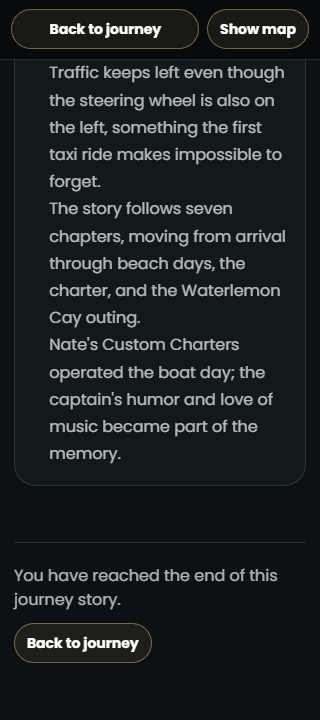 Back to journey
Show map
Traffic keeps left even though
the steering wheel is also on
the left, something the first
taxi ride makes impossible to
forget.
The story follows seven
chapters, moving from arrival
through beach days, the
charter, and the Waterlemon
Cay outing.
Nate's Custom Charters
operated the boat day; the
captain's humor and love of
music became part of the
memory.
You have reached the end of this
journey story.
Back to journey